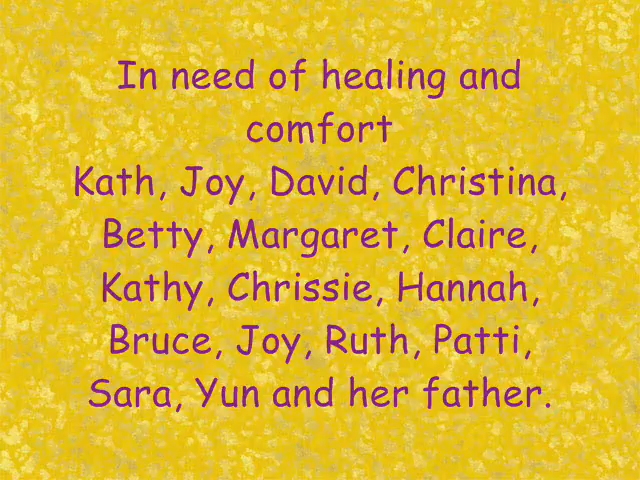 In need of healing and
comfort
Kath, Joy, David, Christina,
Betty, Margaret, Claire,
Kathy, Chrissie, Hannah,
Bruce, Joy, Ruth, Patti,
Sara, Yun and her father.